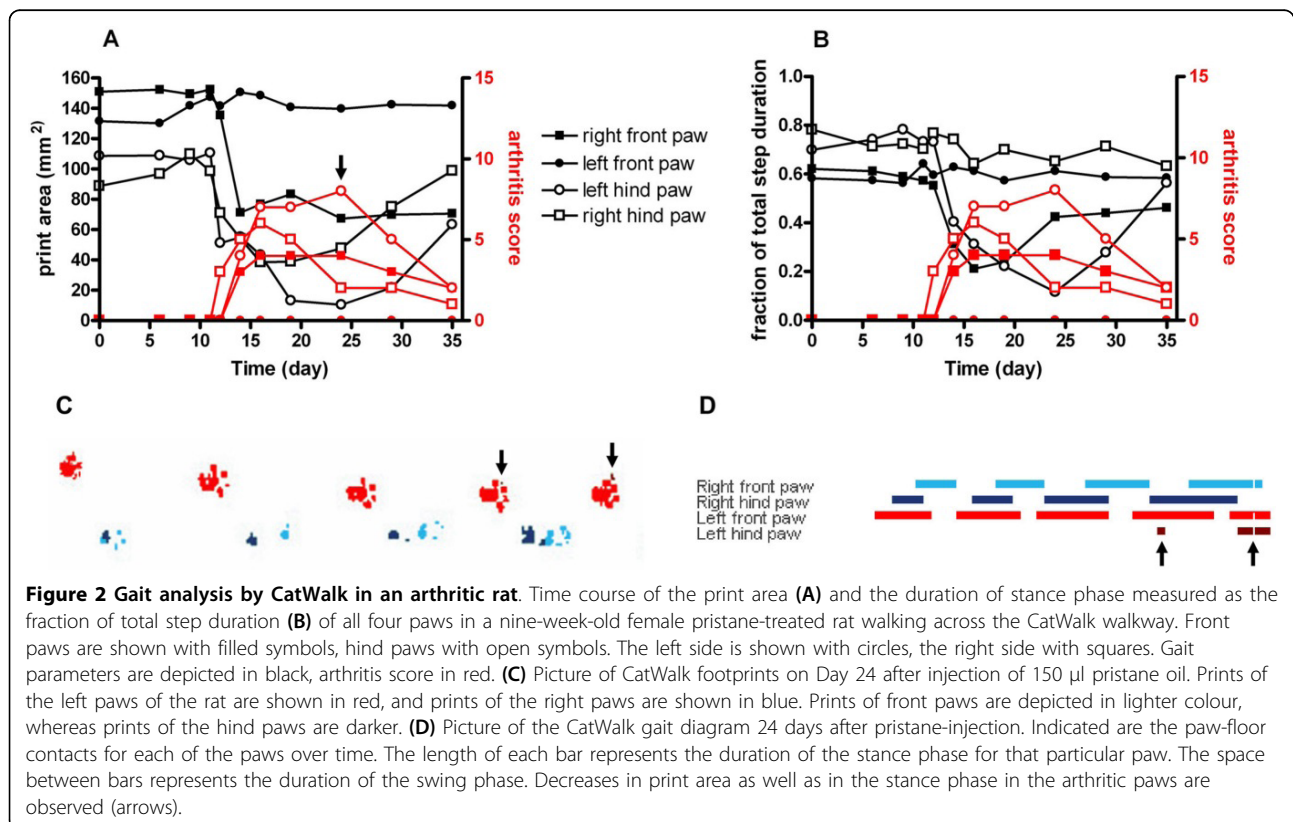 A
B
160
140
120
100
80
60
40
20
0
print area (mm²)
15
10
5
0
arthritis score
0 5 10 15 20 25 30 35
Time (day)
right front paw
left front paw
left hind paw
right hind paw
1.0
0.8
0.6
0.4
0.2
0.0
fraction of total step duration
15
10
5
0
arthritis score
0 5 10 15 20 25 30 35
Time (day)
C
D
Right front paw
Right hind paw
Left front paw
Left hind paw
Figure 2 Gait analysis by CatWalk in an arthritic rat. Time course of the print area (A) and the duration of stance phase measured as the
fraction of total step duration (B) of all four paws in a nine-week-old female pristane-treated rat walking across the CatWalk walkway. Front
paws are shown with filled symbols, hind paws with open symbols. The left side is shown with circles, the right side with squares. Gait
parameters are depicted in black, arthritis score in red. (C) Picture of CatWalk footprints on Day 24 after injection of 150 μl pristane oil. Prints of
the left paws of the rat are shown in red, and prints of the right paws are shown in blue. Prints of front paws are depicted in lighter colour,
whereas prints of the hind paws are darker. (D) Picture of the CatWalk gait diagram 24 days after pristane-injection. Indicated are the paw-floor
contacts for each of the paws over time. The length of each bar represents the duration of the stance phase for that particular paw. The space
between bars represents the duration of the swing phase. Decreases in print area as well as in the stance phase in the arthritic paws are
observed (arrows).